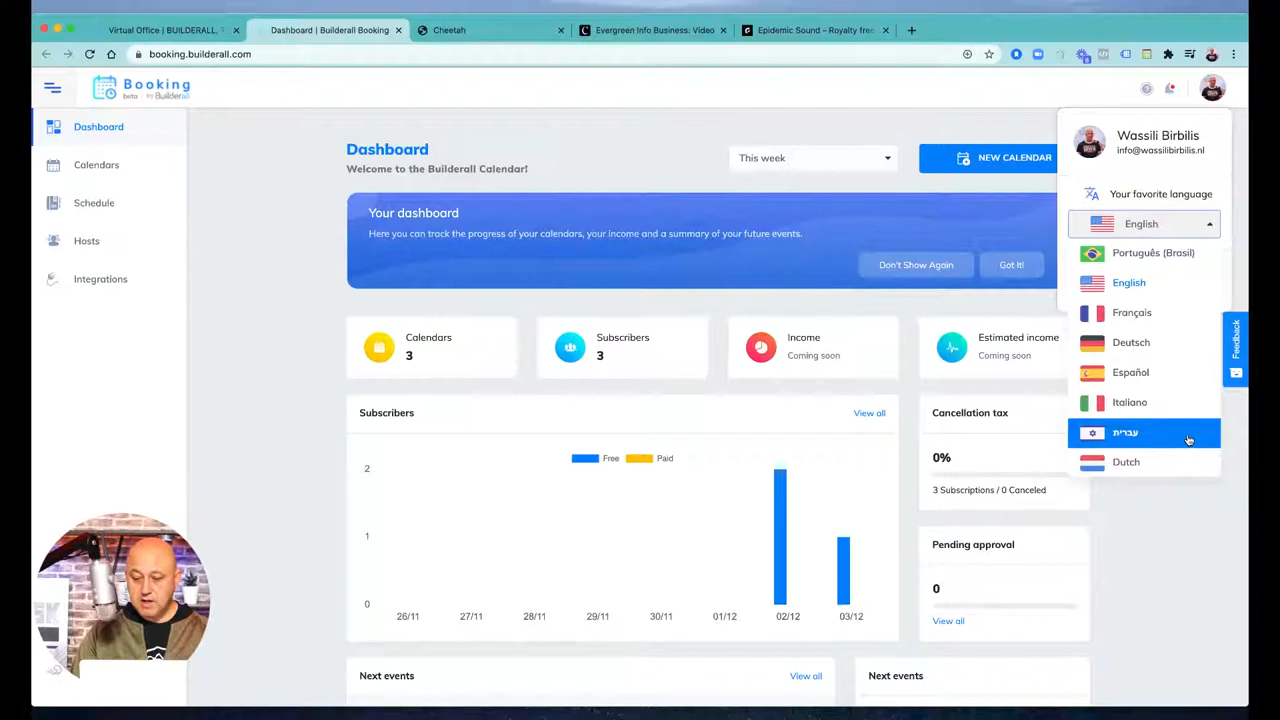 Virtual Office | BUILDERALL, T
Dashboard | Builderall Booking
Cheetah
Evergreen Info Business: Video
Epidemic Sound – Royalty free
booking.builderall.com
Booking
beta by Builderall
Wassili Birbilis
info@wassilibirbilis.nl
Your favorite language
English
Português (Brasil)
English
Français
Deutsch
Español
Italiano
עברית
Dutch
Feedback
Dashboard
Calendars
Schedule
Hosts
Integrations
Dashboard
Welcome to the Builderall Calendar!
This week
NEW CALENDAR
Your dashboard
Here you can track the progress of your calendars, your income and a summary of your future events.
Don't Show Again
Got It!
Calendars
3
Subscribers
3
Income
Coming soon
Estimated income
Coming soon
Subscribers
View all
Free
Paid
2
1
0
26/11
27/11
28/11
29/11
30/11
01/12
02/12
03/12
Cancellation tax
0%
3 Subscriptions / 0 Canceled
Pending approval
0
View all
Next events
View all
Next events